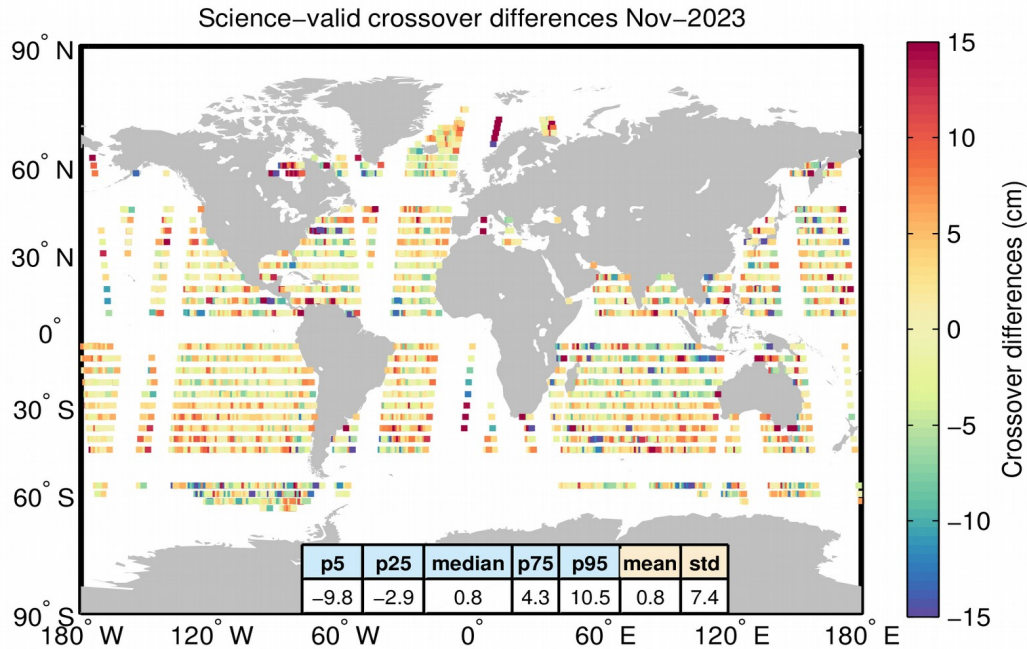 Science−valid crossover differences Nov−2023
90° N
60° N
30° N
0°
30° S
60° S
90° S
180° W
120° W
60° W
0°
60° E
120° E
180° E
p5 p25 median p75 p95 mean std
−9.8 −2.9 0.8 4.3 10.5 0.8 7.4
15
10
5
0
−5
−10
−15
Crossover differences (cm)